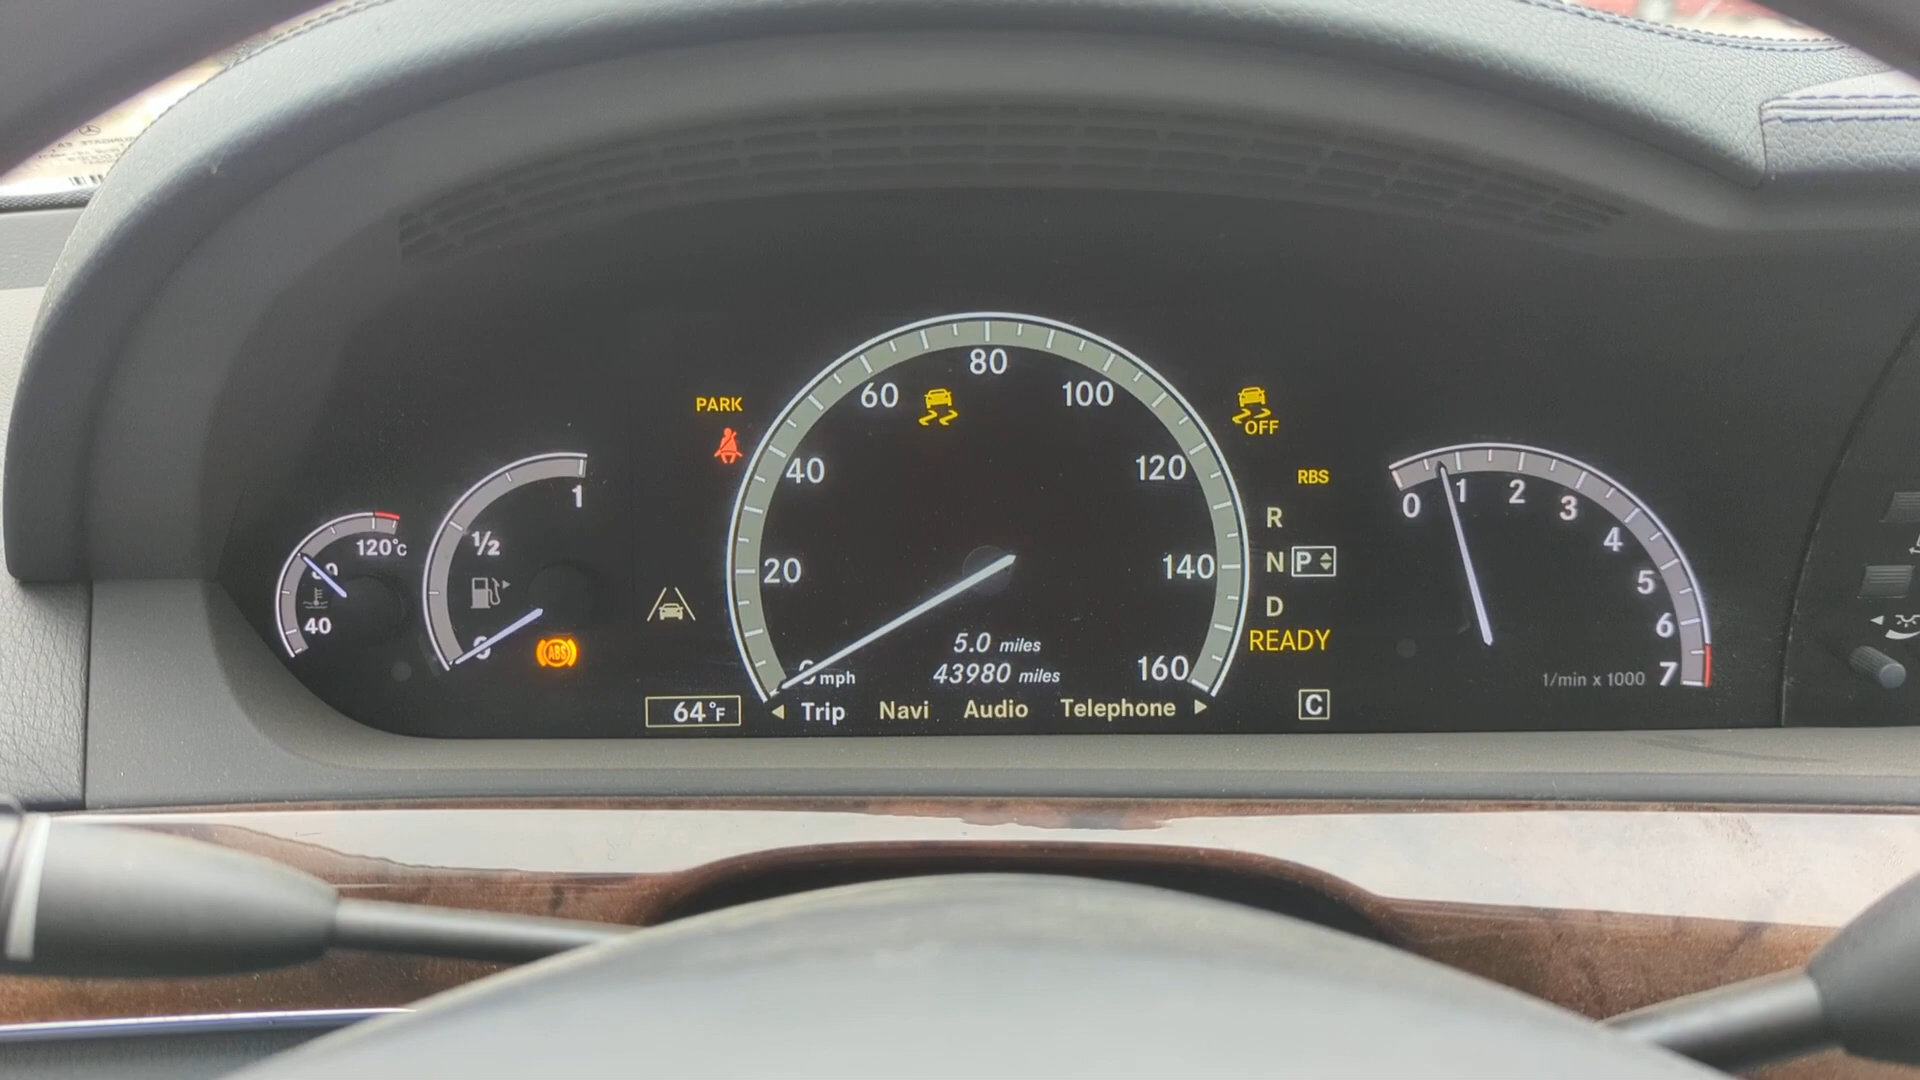 PARK
120°C
40
1
½
ABS
60
80
100
40
120
20
140
160
mph
5.0 miles
43980 miles
64°F
Trip Navi Audio Telephone
OFF
RBS
R
N P
D
READY
C
0 1 2 3 4 5 6 7
1/min x 1000